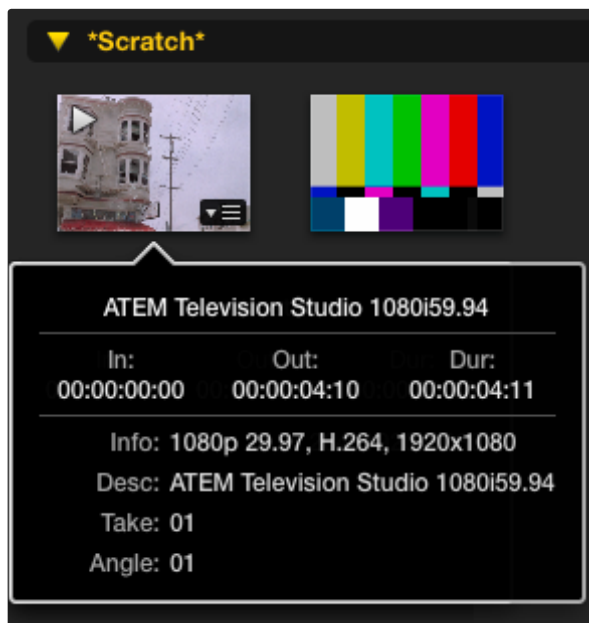 *Scratch*
ATEM Television Studio 1080i59.94
In: Out: Dur:
00:00:00:00 00:00:04:10 00:00:04:11
Info: 1080p 29.97, H.264, 1920x1080
Desc: ATEM Television Studio 1080i59.94
Take: 01
Angle: 01